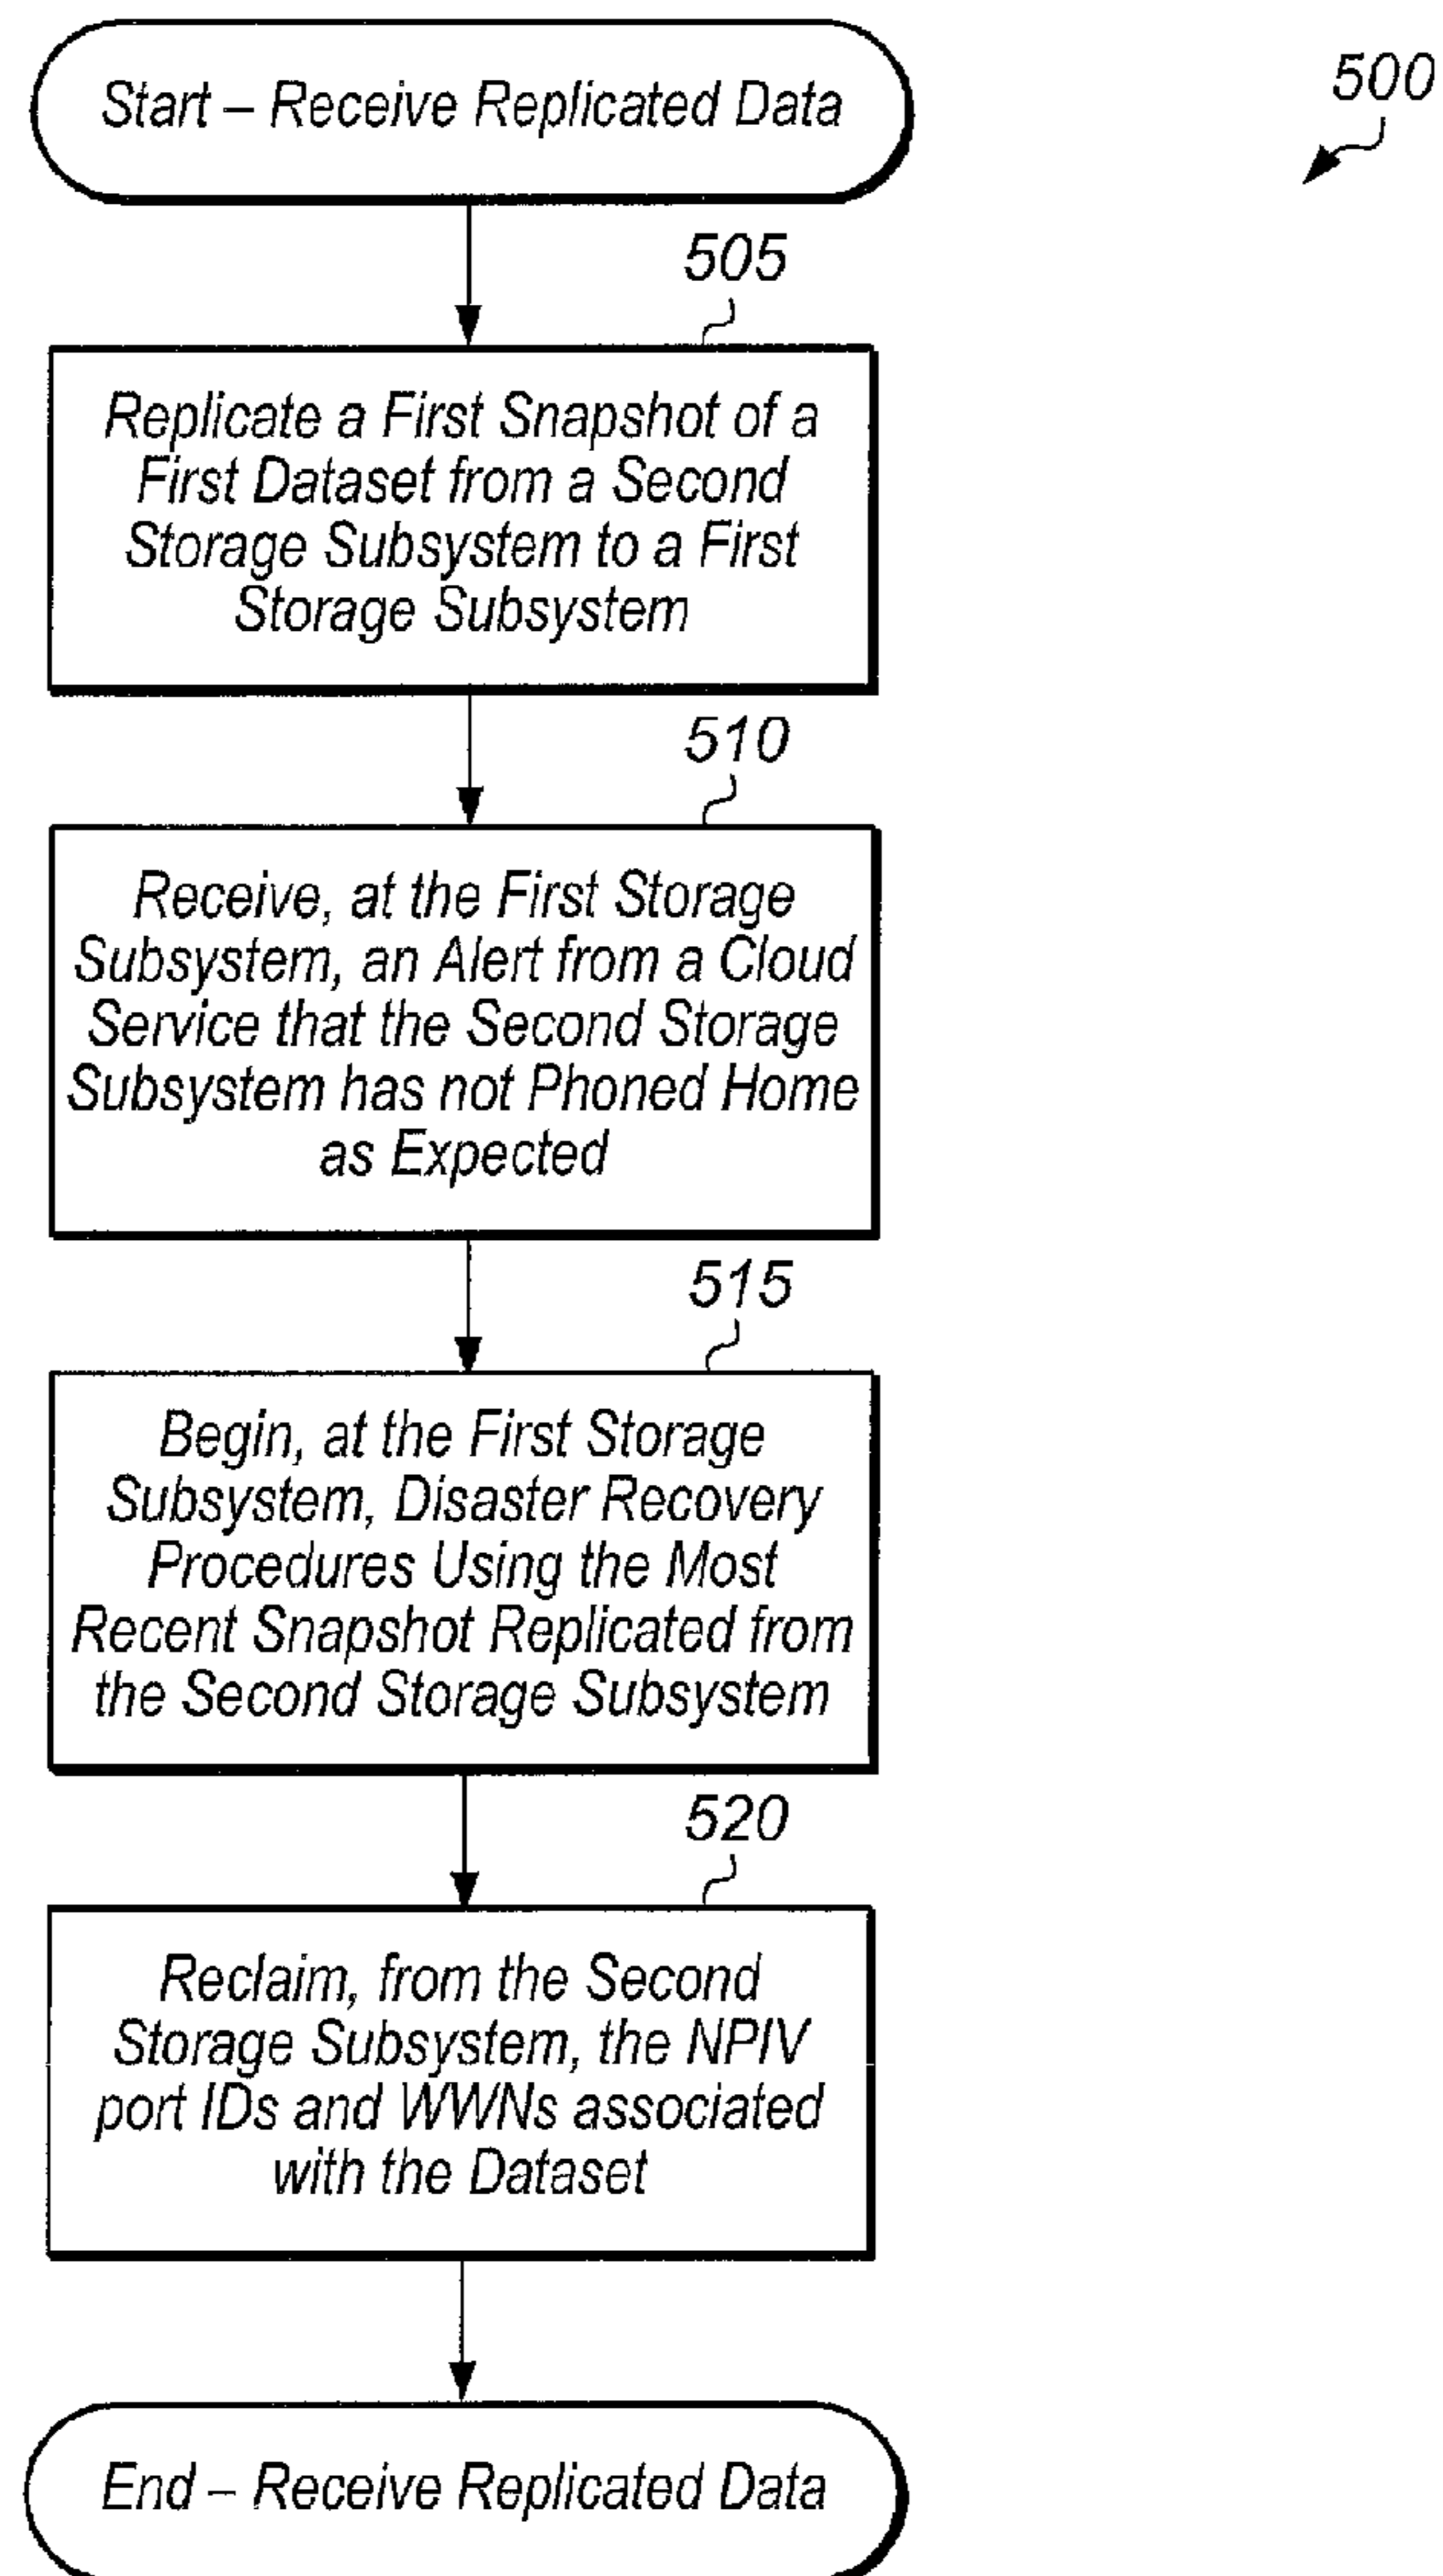 Start – Receive Replicated Data
500
505
Replicate a First Snapshot of a
First Dataset from a Second
Storage Subsystem to a First
Storage Subsystem
510
Receive, at the First Storage
Subsystem, an Alert from a Cloud
Service that the Second Storage
Subsystem has not Phoned Home
as Expected
515
Begin, at the First Storage
Subsystem, Disaster Recovery
Procedures Using the Most
Recent Snapshot Replicated from
the Second Storage Subsystem
520
Reclaim, from the Second
Storage Subsystem, the NPIV
port IDs and WWNs associated
with the Dataset
End – Receive Replicated Data